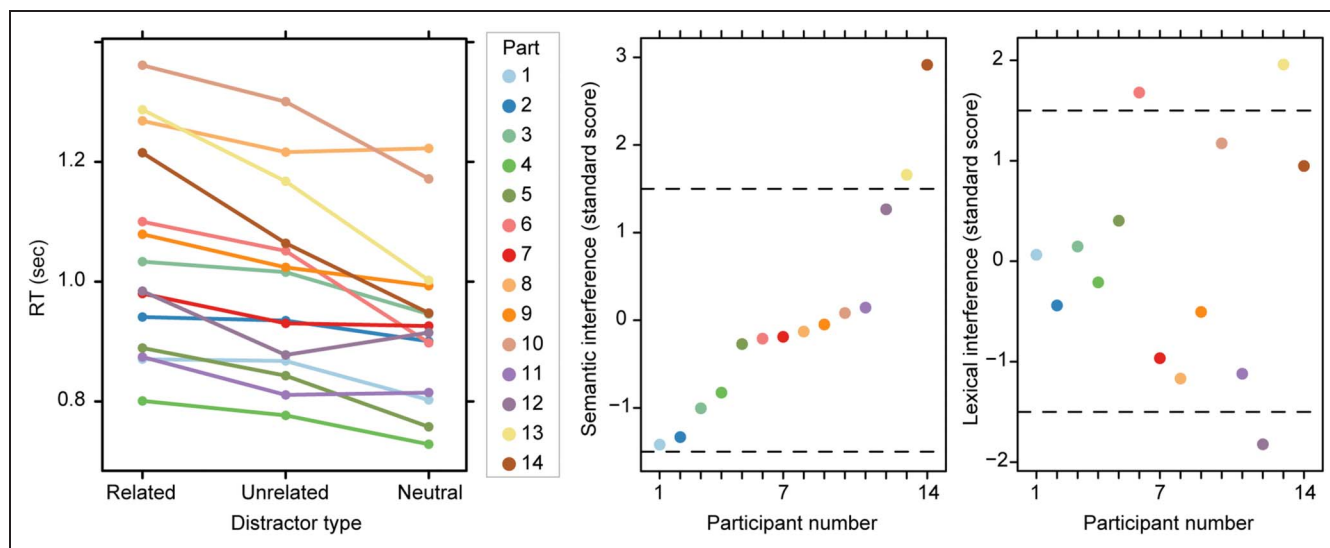 1.2
1.0
0.8
RT (sec)
Related Unrelated Neutral
Distractor type
Part
1
2
3
4
5
6
7
8
9
10
11
12
13
14
3
2
1
0
−1
Semantic interference (standard score)
1 7 14
Participant number
2
1
0
−1
−2
Lexical interference (standard score)
1 7 14
Participant number